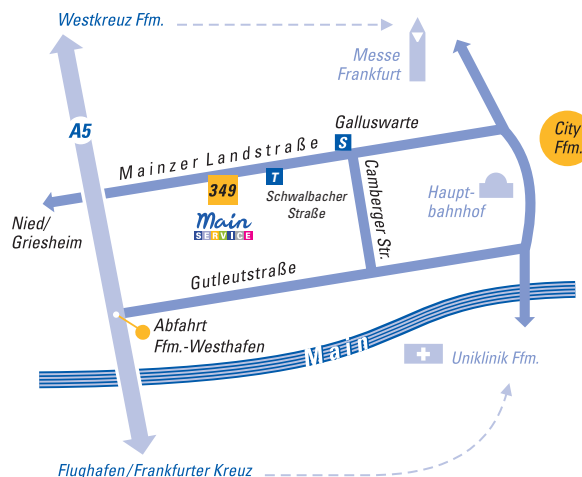 Westkreuz Ffm.
Messe
Frankfurt
A5
Galluswarte
City
Ffm.
S
Mainzer Landstraße
T
349
Schwalbacher
Straße
Camberger Str.
Haupt-
bahnhof
Nied/
Griesheim
Main
SERVICE
Gutleutstraße
Abfahrt
Ffm.-Westhafen
Main
Uniklinik Ffm.
Flughafen/Frankfurter Kreuz